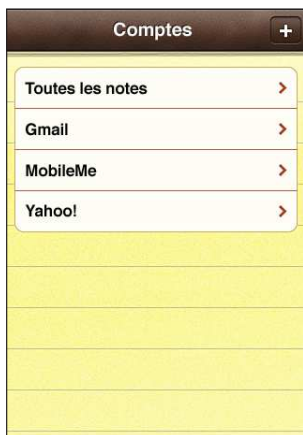 Comptes +
Toutes les notes
Gmail
MobileMe
Yahoo!